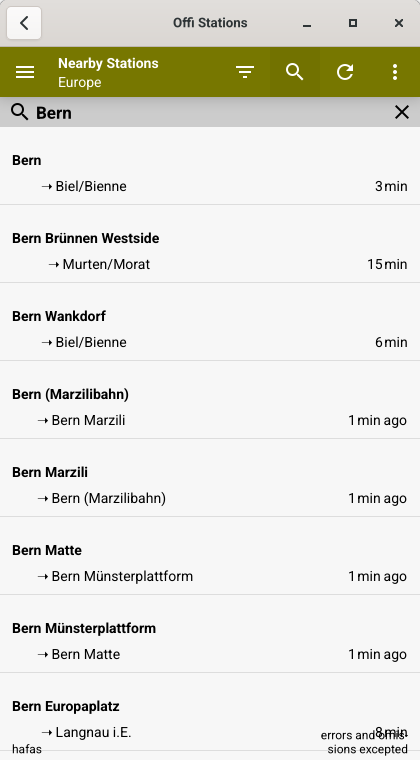 Offi Stations
Nearby Stations
Europe
Bern
Bern
→ Biel/Bienne 3 min
Bern Brünnen Westside
→ Murten/Morat 15 min
Bern Wankdorf
→ Biel/Bienne 6 min
Bern (Marzilibahn)
→ Bern Marzili 1 min ago
Bern Marzili
→ Bern (Marzilibahn) 1 min ago
Bern Matte
→ Bern Münsterplattform 1 min ago
Bern Münsterplattform
→ Bern Matte 1 min ago
Bern Europaplatz
→ Langnau i.E. 8 min
errors and omis-
hafas sions excepted